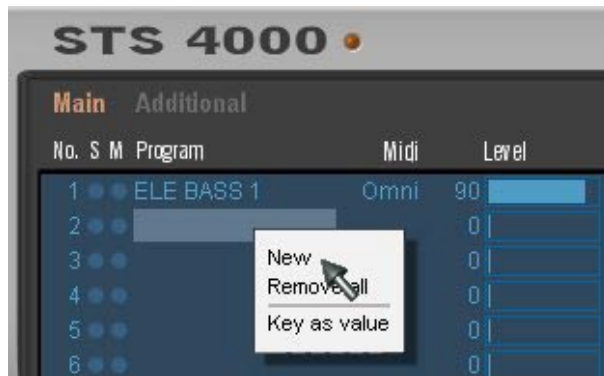 STS 4000
Main Additional
No. S M Program Midi Level
1 ELE BASS 1 Omni 90
2 0
3 0
4 0
5 0
6 0
New
Remove all
Key as value